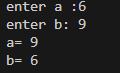 enter a :6
enter b: 9
a= 9
b= 6